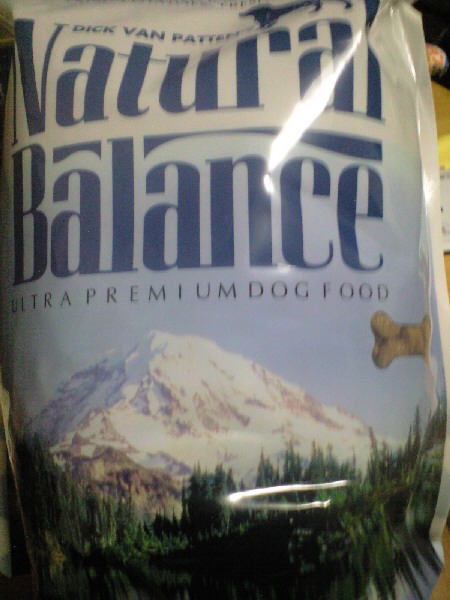 DICK VAN PATTEN
Natural
Balance
ULTRA PREMIUM DOG FOOD